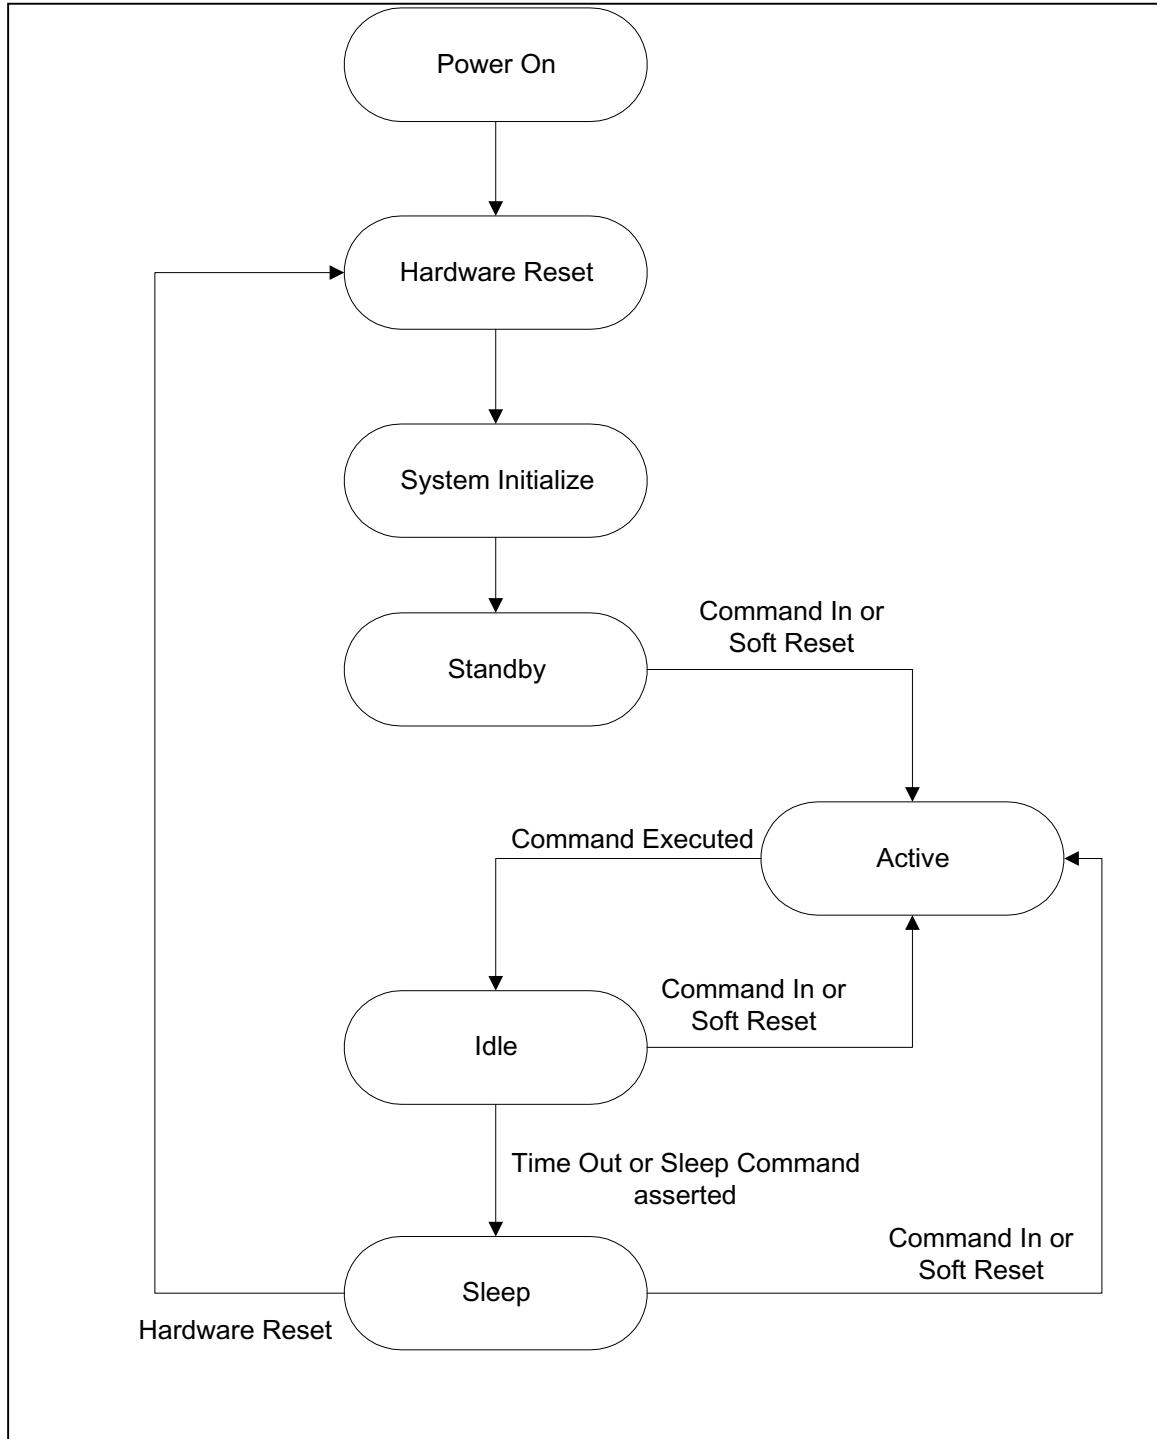 Power On
Hardware Reset
System Initialize
Standby
Command In or
Soft Reset
Active
Command Executed
Command In or
Soft Reset
Idle
Time Out or Sleep Command
asserted
Command In or
Soft Reset
Sleep
Hardware Reset